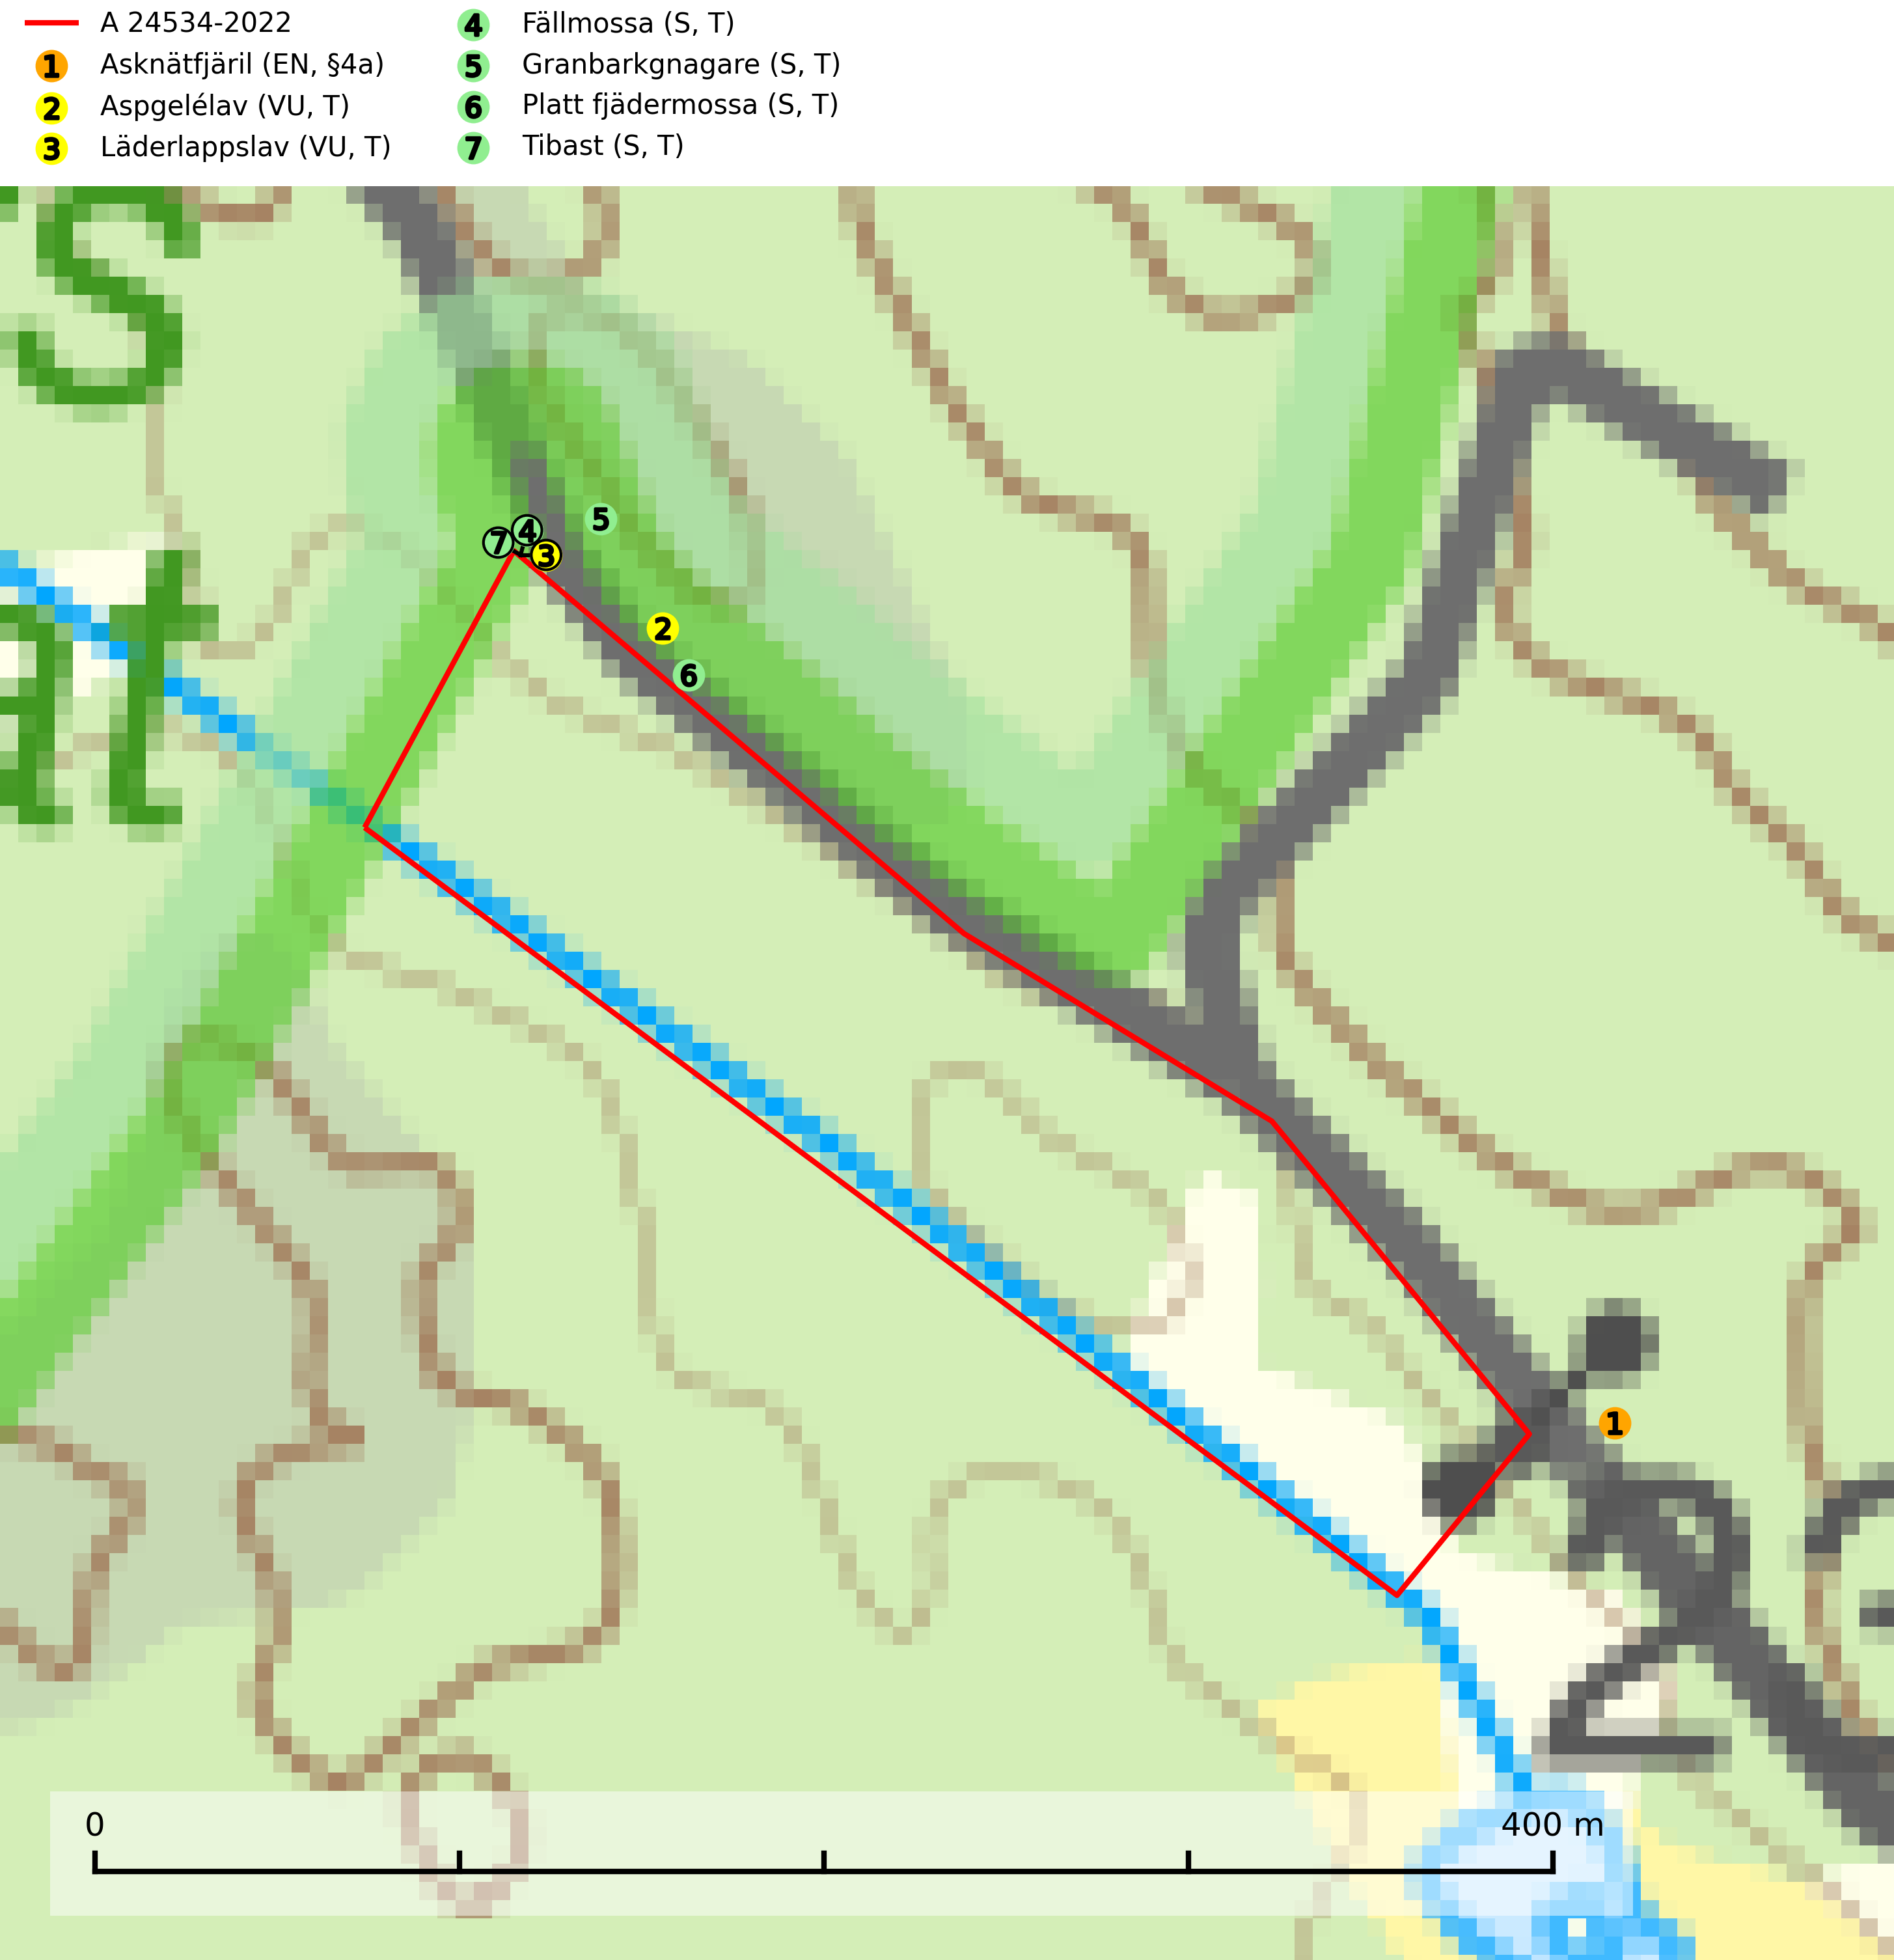 A 24534-2022
1 Asknätfjäril (EN, §4a)
2 Aspgelélav (VU, T)
3 Läderlappslav (VU, T)
4 Fällmossa (S, T)
5 Granbarkgnagare (S, T)
6 Platt fjädermossa (S, T)
7 Tibast (S, T)
S
7 4
3
5
2
6
1
0 400 m